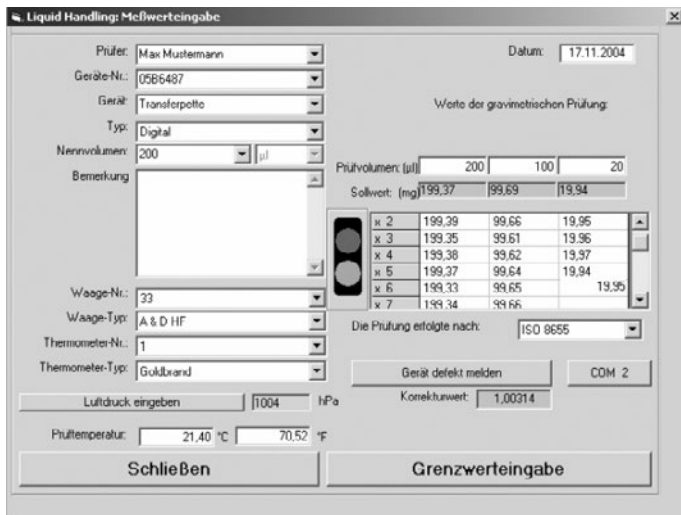 Liquid Handling: Meßwerteingabe
Prüfer: Max Mustermann
Datum: 17.11.2004
Geräte-Nr.: 05B6487
Gerät: Transferpette
Werte der gravimetrischen Prüfung:
Typ: Digital
Nennvolumen: 200 µl
Bemerkung
Prüfvolumen: (µl) 200 100 20
Sollwert: (mg) 199,37 99,69 19,94
x 2 199,39 99,66 19,95
x 3 199,35 99,61 19,96
x 4 199,38 99,62 19,97
x 5 199,37 99,64 19,94
x 6 199,33 99,65 19,95
x 7 199,34 99,66
Waage-Nr.: 33
Waage-Typ: A & D HF
Die Prüfung erfolgte nach: ISO 8655
Thermometer-Nr.: 1
Thermometer-Typ: Goldbrand
Gerät defekt melden COM 2
Luftdruck eingeben 1004 hPa
Korrekturwert: 1,00314
Prüftemperatur: 21,40 °C 70,52 °F
Schließen Grenzwerteingabe